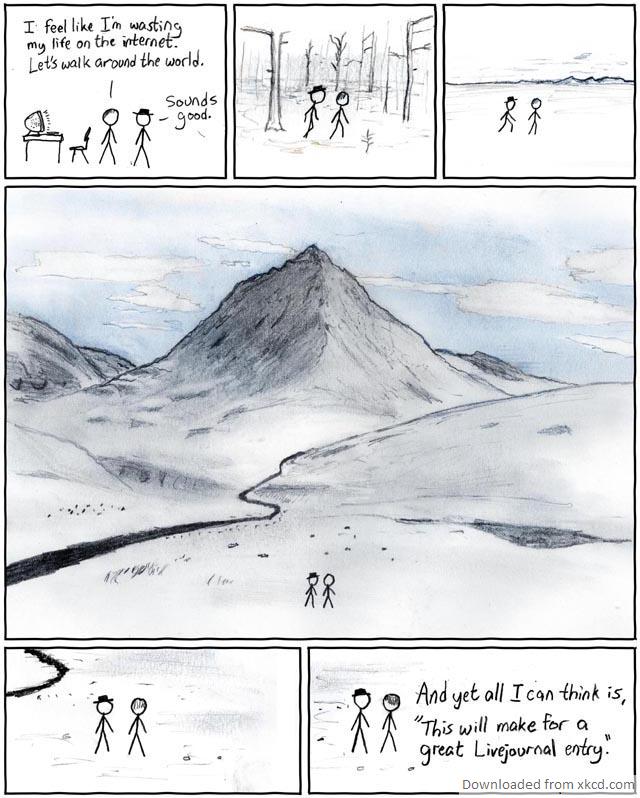 I feel like I'm wasting
my life on the internet.
Let's walk around the world.
Sounds
good.
And yet all I can think is,
"This will make for a
great Livejournal entry."
Downloaded from xkcd.com